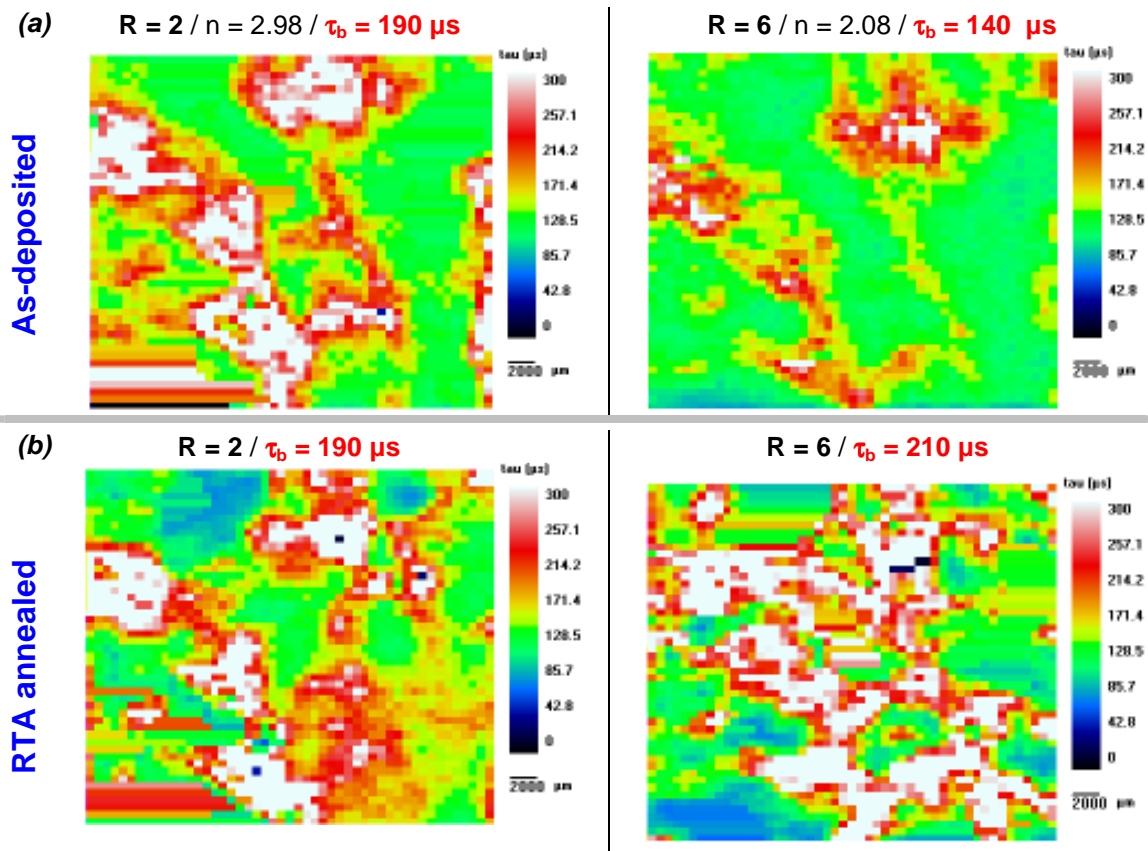 (a)
R = 2 / n = 2.98 / τb = 190 µs
R = 6 / n = 2.08 / τb = 140 µs
As-deposited
tau [µs]
300
257.1
214.2
171.4
128.5
85.7
42.8
0
2000 µm
tau [µs]
300
257.1
214.2
171.4
128.5
85.7
42.8
0
2000 µm
(b)
R = 2 / τb = 190 µs
R = 6 / τb = 210 µs
RTA annealed
tau [µs]
300
257.1
214.2
171.4
128.5
85.7
42.8
0
2000 µm
tau [µs]
300
257.1
214.2
171.4
128.5
85.7
42.8
0
2000 µm